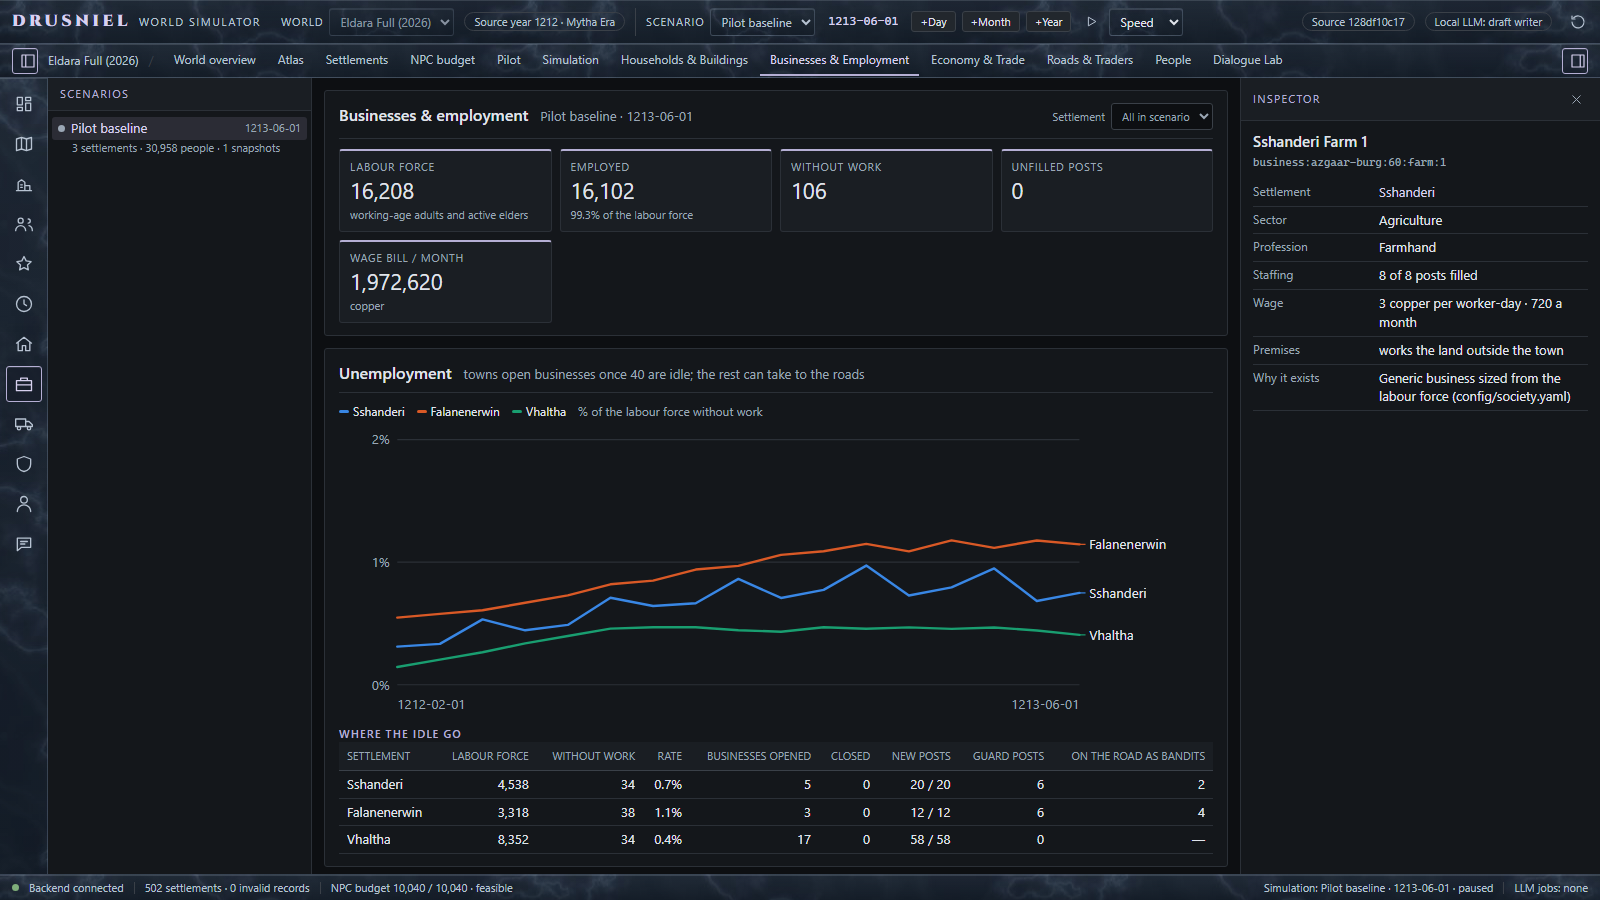 DRUSNIEL WORLD SIMULATOR WORLD Eldara Full (2026) Source year 1212 · Mytha Era SCENARIO Pilot baseline 1213-06-01 +Day +Month +Year Speed Source 128df10c17 Local LLM: draft writer
Eldara Full (2026) / World overview Atlas Settlements NPC budget Pilot Simulation Households & Buildings Businesses & Employment Economy & Trade Roads & Traders People Dialogue Lab
SCENARIOS
Pilot baseline 1213-06-01
3 settlements · 30,958 people · 1 snapshots
Businesses & employment Pilot baseline · 1213-06-01 Settlement All in scenario
LABOUR FORCE
16,208
working-age adults and active elders
EMPLOYED
16,102
99.3% of the labour force
WITHOUT WORK
106
UNFILLED POSTS
0
WAGE BILL / MONTH
1,972,620
copper
Unemployment towns open businesses once 40 are idle; the rest can take to the roads
Sshanderi Falanenerwin Vhaltha % of the labour force without work
2%
1%
0%
Falanenerwin
Sshanderi
Vhaltha
1212-02-01 1213-06-01
WHERE THE IDLE GO
SETTLEMENT LABOUR FORCE WITHOUT WORK RATE BUSINESSES OPENED CLOSED NEW POSTS GUARD POSTS ON THE ROAD AS BANDITS
Sshanderi 4,538 34 0.7% 5 0 20 / 20 6 2
Falanenerwin 3,318 38 1.1% 3 0 12 / 12 6 4
Vhaltha 8,352 34 0.4% 17 0 58 / 58 0 —
INSPECTOR
Sshanderi Farm 1
business:azgaar-burg:60:farm:1
Settlement Sshanderi
Sector Agriculture
Profession Farmhand
Staffing 8 of 8 posts filled
Wage 3 copper per worker-day · 720 a
month
Premises works the land outside the town
Why it exists Generic business sized from the
labour force (config/society.yaml)
Backend connected 502 settlements · 0 invalid records NPC budget 10,040 / 10,040 · feasible Simulation: Pilot baseline · 1213-06-01 · paused LLM jobs: none